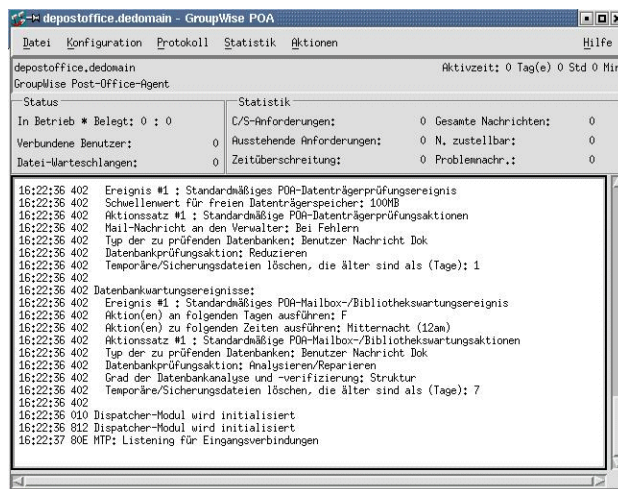 depostoffice.dedomain - GroupWise POA
Datei Konfiguration Protokoll Statistik Aktionen Hilfe
depostoffice.dedomain Aktivzeit: 0 Tag(e) 0 Std 0 Min
GroupWise Post-Office-Agent
Status Statistik
In Betrieb * Belegt: 0 : 0 C/S-Anforderungen: 0 Gesamte Nachrichten: 0
Verbundene Benutzer: 0 Ausstehende Anforderungen: 0 N. zustellbar: 0
Datei-Warteschlangen: 0 Zeitüberschreitung: 0 Problemnachr.: 0
16:22:36 402 Ereignis #1 : Standardmäßiges POA-Datenträgerprüfungsereignis
16:22:36 402 Schwellenwert für freien Datenträgerspeicher: 100MB
16:22:36 402 Aktionssatz #1 : Standardmäßige POA-Datenträgerprüfungsaktionen
16:22:36 402 Mail-Nachricht an den Verwalter: Bei Fehlern
16:22:36 402 Typ der zu prüfenden Datenbanken: Benutzer Nachricht Dok
16:22:36 402 Datenbankprüfungsaktion: Reduzieren
16:22:36 402 Temporäre/Sicherungsdateien löschen, die älter sind als (Tage): 1
16:22:36 402
16:22:36 402 Datenbankwartungsereignisse:
16:22:36 402 Ereignis #1 : Standardmäßiges POA-Mailbox-/Bibliothekswartungsereignis
16:22:36 402 Aktion(en) an folgenden Tagen ausführen: F
16:22:36 402 Aktion(en) zu folgenden Zeiten ausführen: Mitternacht (12am)
16:22:36 402 Aktionssatz #1 : Standardmäßige POA-Mailbox-/Bibliothekswartungsaktionen
16:22:36 402 Typ der zu prüfenden Datenbanken: Benutzer Nachricht Dok
16:22:36 402 Datenbankprüfungsaktion: Analysieren/Reparieren
16:22:36 402 Grad der Datenbankanalyse und -verifizierung: Struktur
16:22:36 402 Temporäre/Sicherungsdateien löschen, die älter sind als (Tage): 7
16:22:36 402
16:22:36 010 Dispatcher-Modul wird initialisiert
16:22:36 812 Dispatcher-Modul wird initialisiert
16:22:37 80E MTP: Listening für Eingangsverbindungen